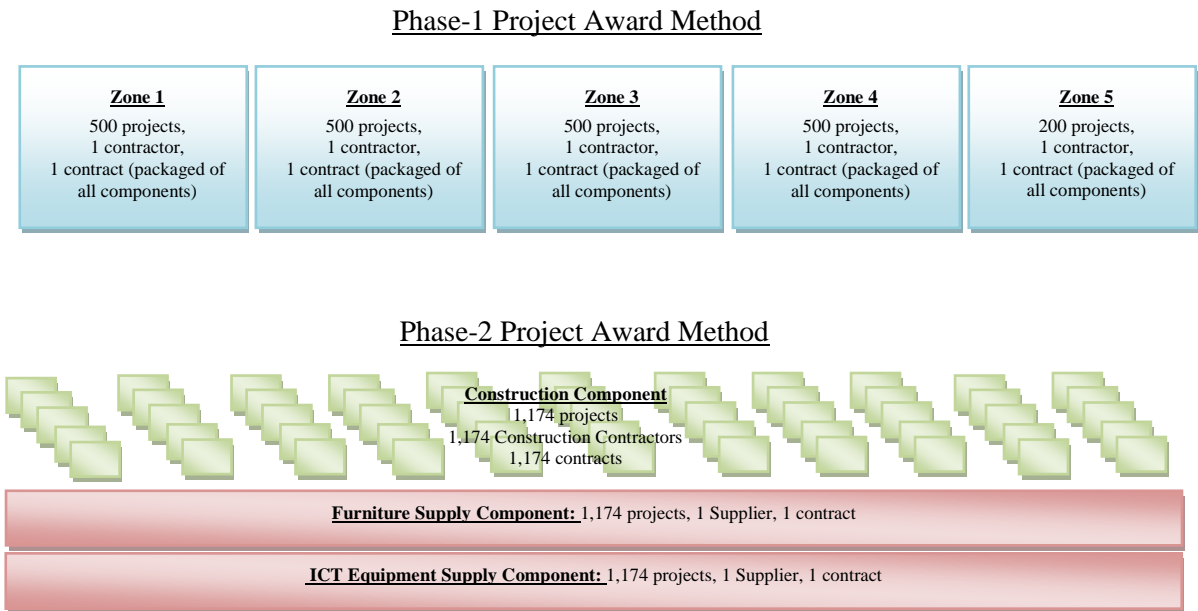 Phase-1 Project Award Method
Zone 1
500 projects,
1 contractor,
1 contract (packaged of
all components)
Zone 2
500 projects,
1 contractor,
1 contract (packaged of
all components)
Zone 3
500 projects,
1 contractor,
1 contract (packaged of
all components)
Zone 4
500 projects,
1 contractor,
1 contract (packaged of
all components)
Zone 5
200 projects,
1 contractor,
1 contract (packaged of
all components)
Phase-2 Project Award Method
Construction Component
1,174 projects
1,174 Construction Contractors
1,174 contracts
Furniture Supply Component: 1,174 projects, 1 Supplier, 1 contract
ICT Equipment Supply Component: 1,174 projects, 1 Supplier, 1 contract